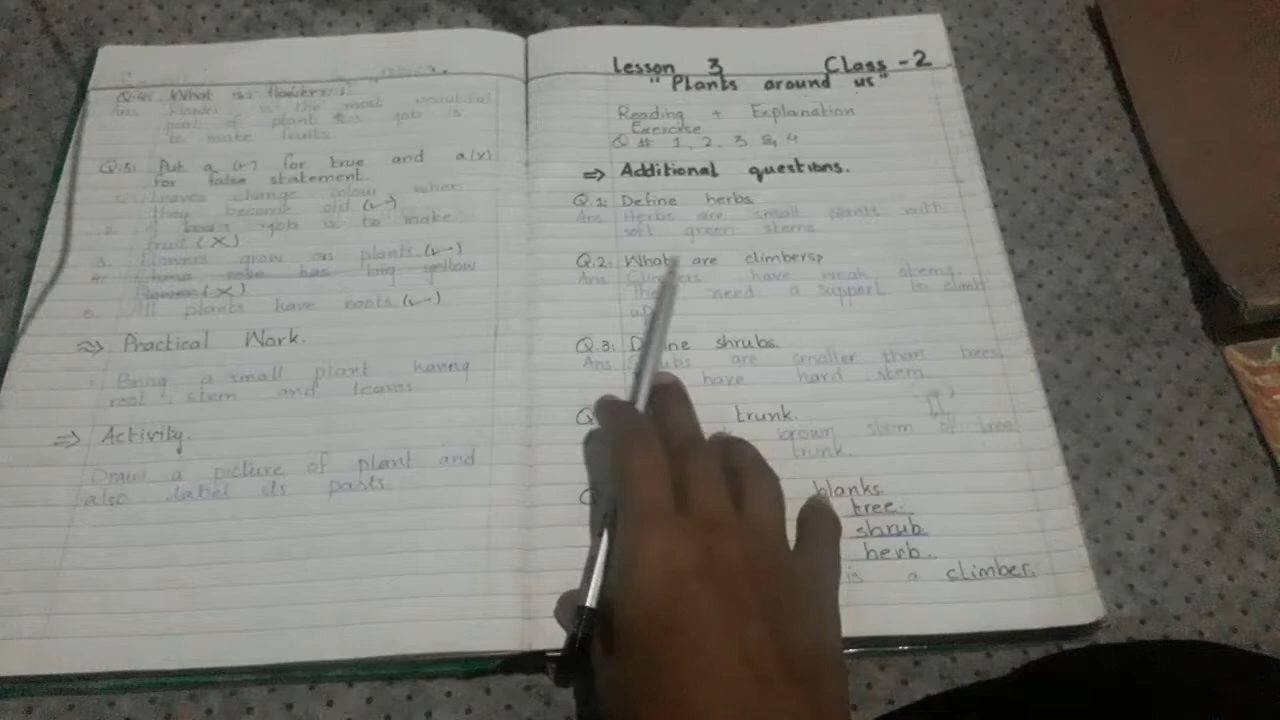 Q.4: What is flower?
Ans Flower is the most beautiful
part of plant its job is
to make fruits
Q.5: Put a (✓) for true and a (x)
for false statement.
1. Leaves change colour when
they become old (✓)
2. job is to make
fruit (X)
3. Flowers grow on plants. (✓)
4. rose has big yellow
flower (X)
5. All plants have roots (✓)
⇒ Practical Work.
Bring a small plant having
root, stem and leaves
⇒ Activity.
Draw a picture of plant and
also label its parts
Lesson 3 Class - 2
"Plants around us"
Reading + Explanation
Exercise
Q # 1, 2, 3 & 4
⇒ Additional questions.
Q.1: Define herbs
Ans Herbs are small plants with
soft green stems
Q.2: What are climbers?
Ans Climbers have weak stems.
They need a support to climb
up
Q.3: Define shrubs.
Ans Shrubs are smaller than trees
have hard stem
Q trunk.
brown stem of tree
trunk.
Q blanks.
tree.
shrub.
herb.
is a climber.